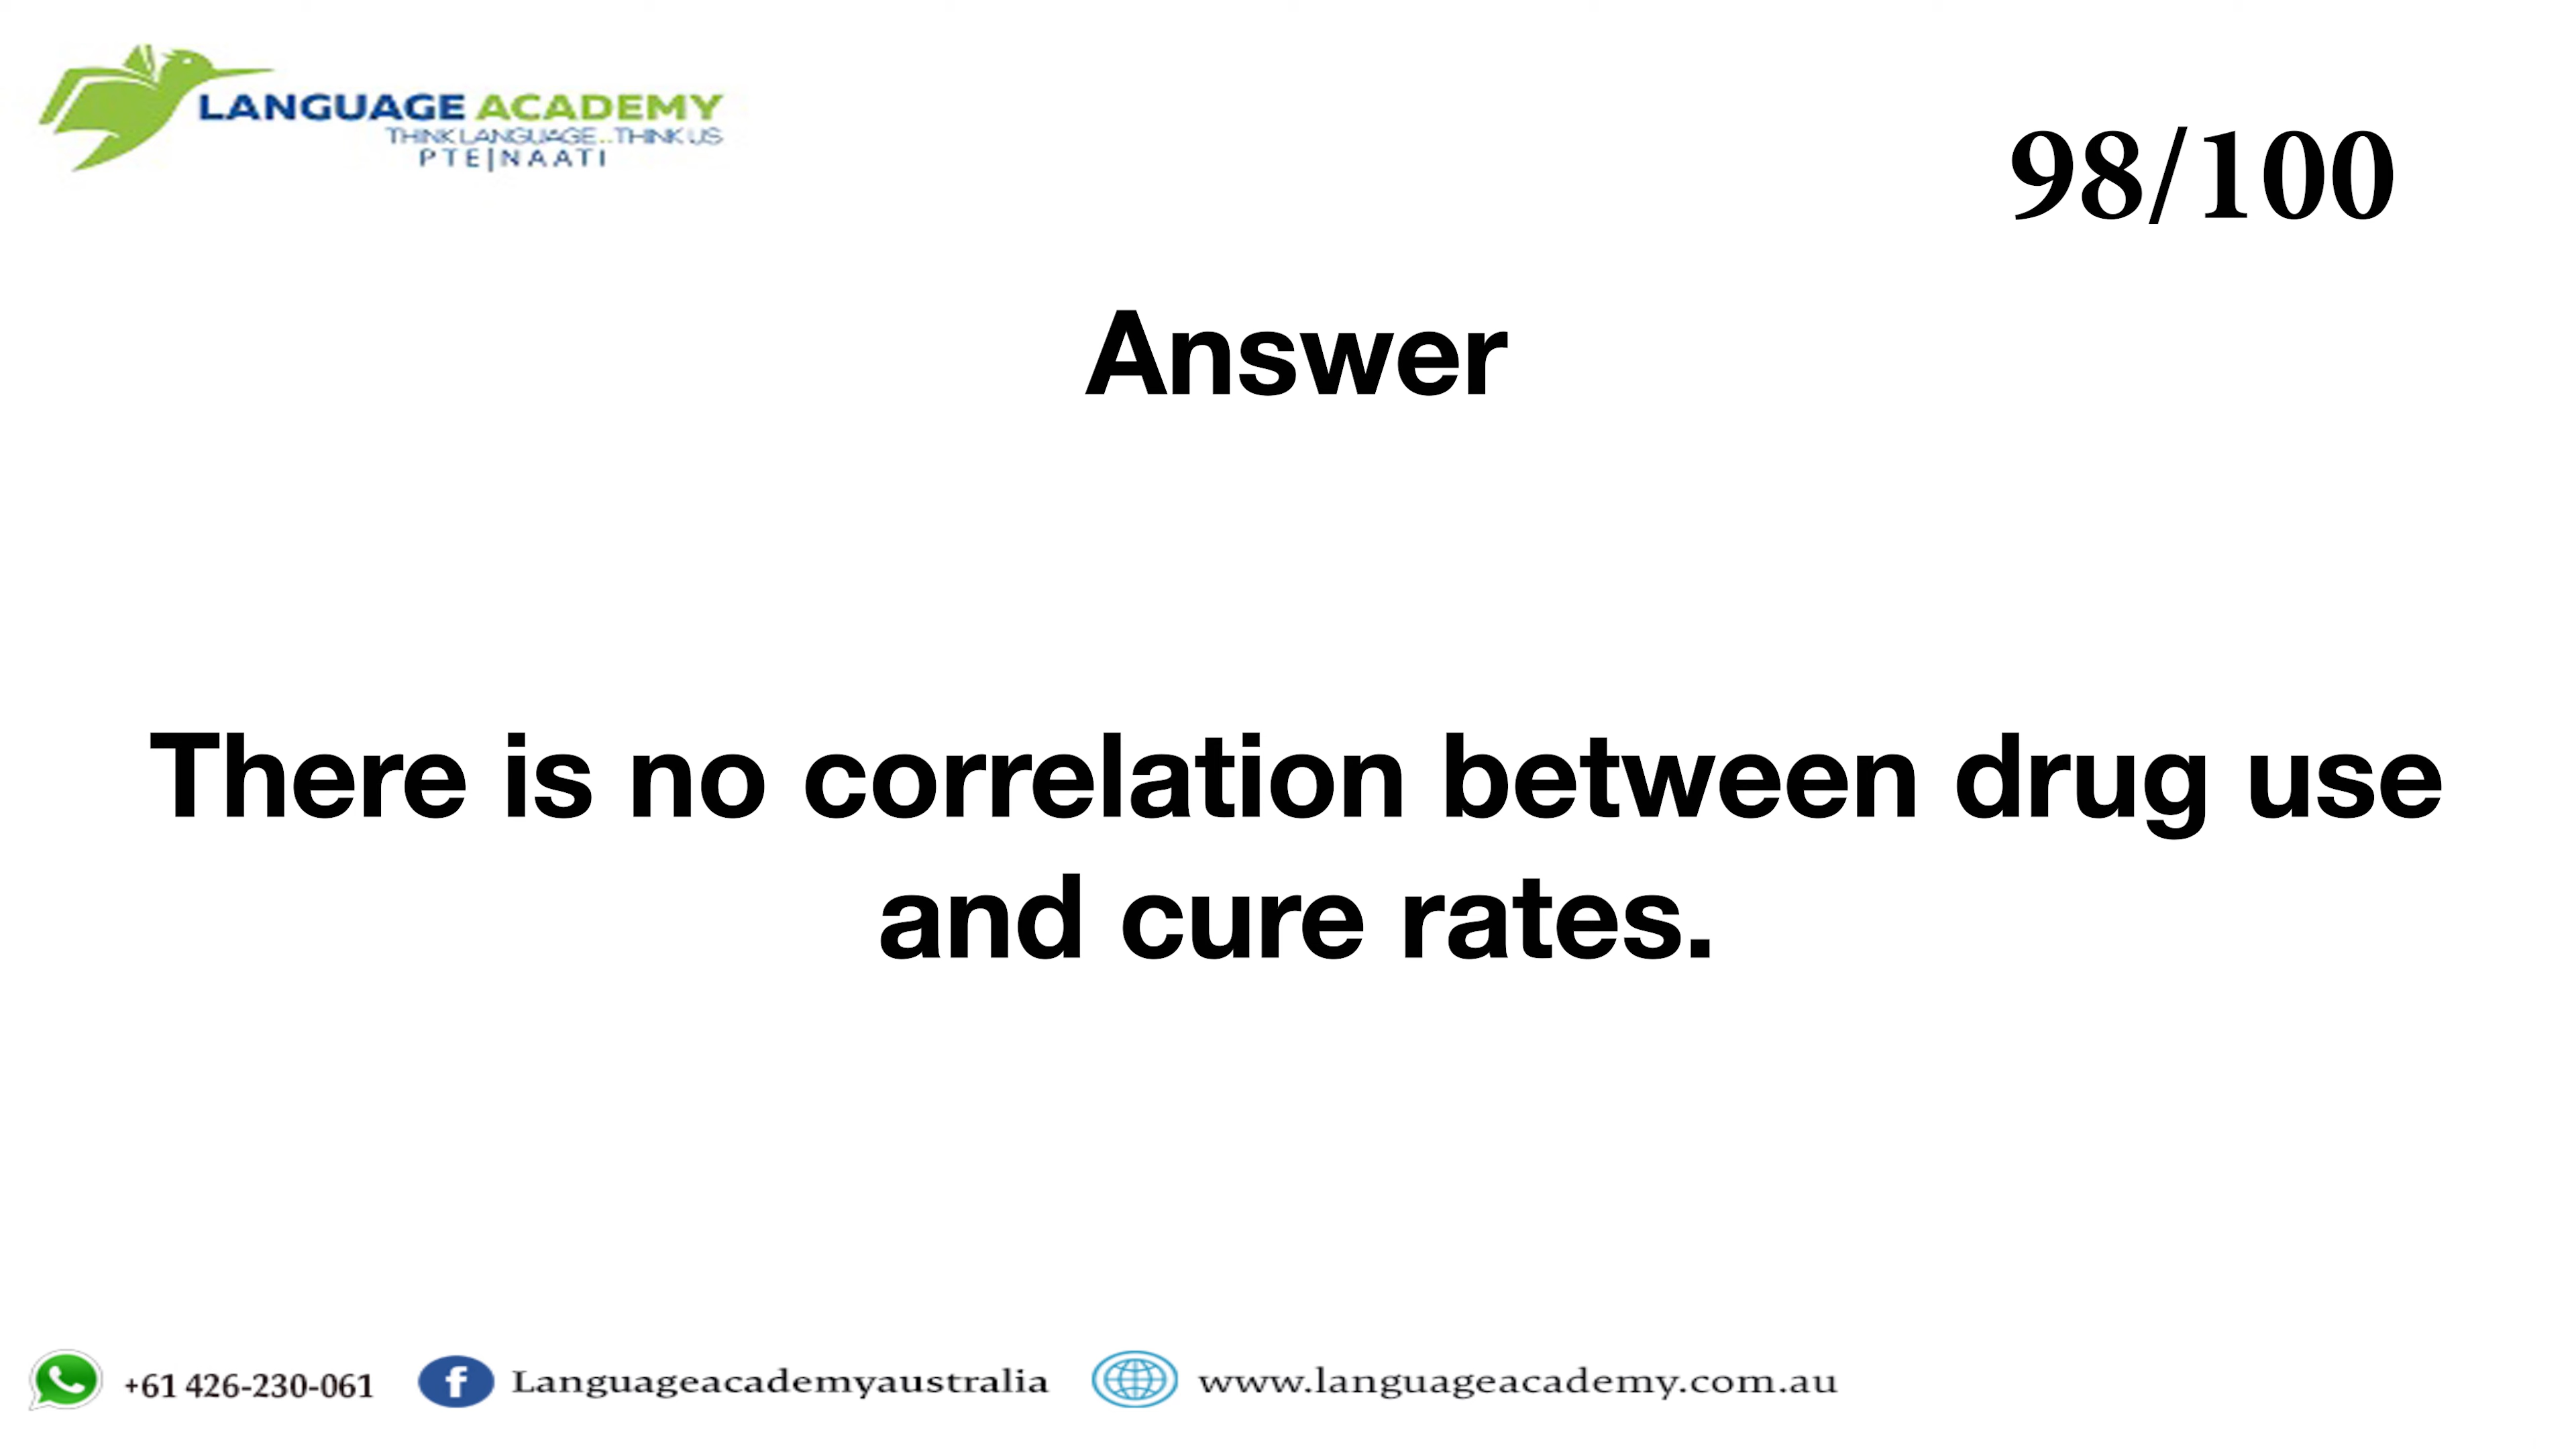 LANGUAGE ACADEMY
THINK LANGUAGE..THINK US
PTE|NAATI
98/100
Answer
There is no correlation between drug use
and cure rates.
+61 426-230-061 Languageacademyaustralia www.languageacademy.com.au